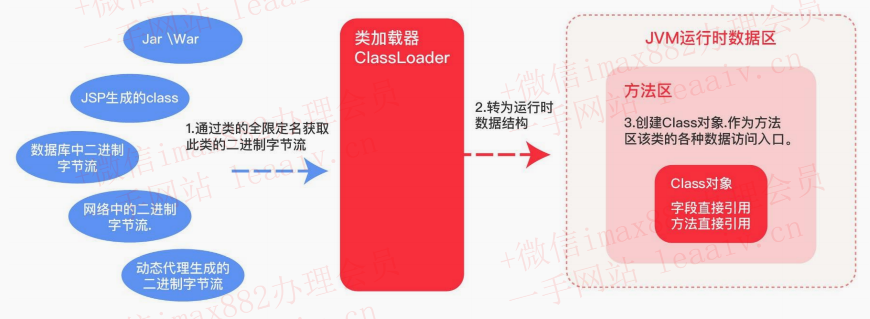 Jar \War
JSP生成的class
数据库中二进制
字节流
网络中的二进制
字节流.
动态代理生成的
二进制字节流
1.通过类的全限定名获取
此类的二进制字节流
类加载器
ClassLoader
2.转为运行时
数据结构
JVM运行时数据区
方法区
3.创建Class对象.作为方法
区该类的各种数据访问入口。
Class对象
字段直接引用
方法直接引用
+微信imax882办理会员
一手网站 leaaiv.cn